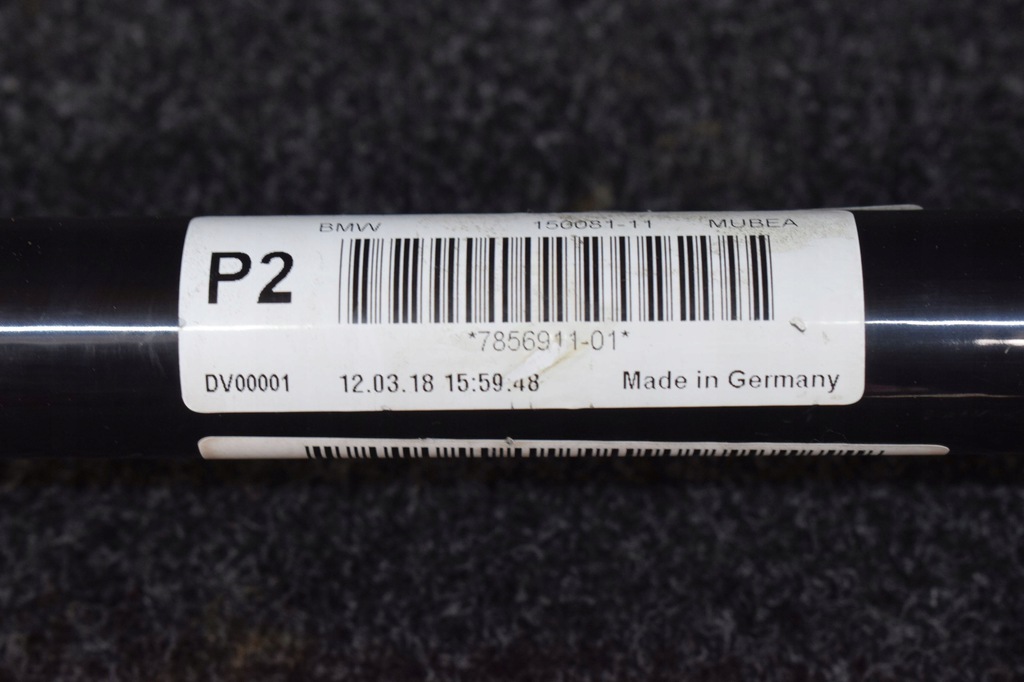 BMW 150081-11 MUBEA
P2
*7856911-01*
DV00001 12.03.18 15:59:48 Made in Germany